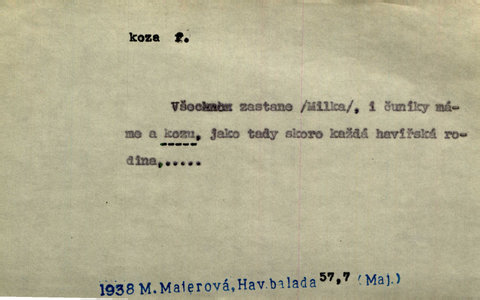 koza f.
Všechno zastane /Milka/, i čuníky má-
me a kozu, jako tady skoro každá havířská ro-
dina,.....
1938 M. Majerová, Hav. balada 57,7 (Maj.)